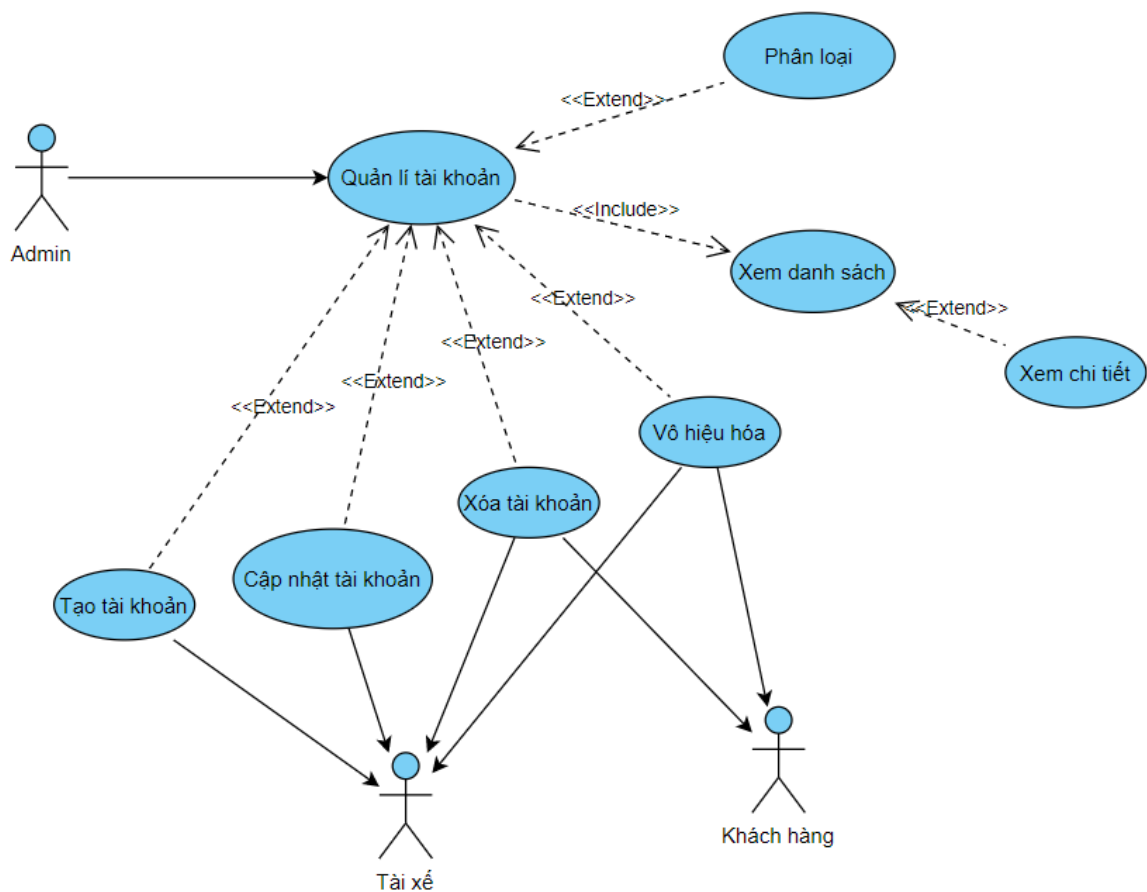 Phân loại
<<Extend>>
Quản lí tài khoản
<<Include>>
Admin
Xem danh sách
<<Extend>>
<<Extend>>
<<Extend>>
Xem chi tiết
<<Extend>>
<<Extend>>
Vô hiệu hóa
Xóa tài khoản
Cập nhật tài khoản
Tạo tài khoản
Khách hàng
Tài xế